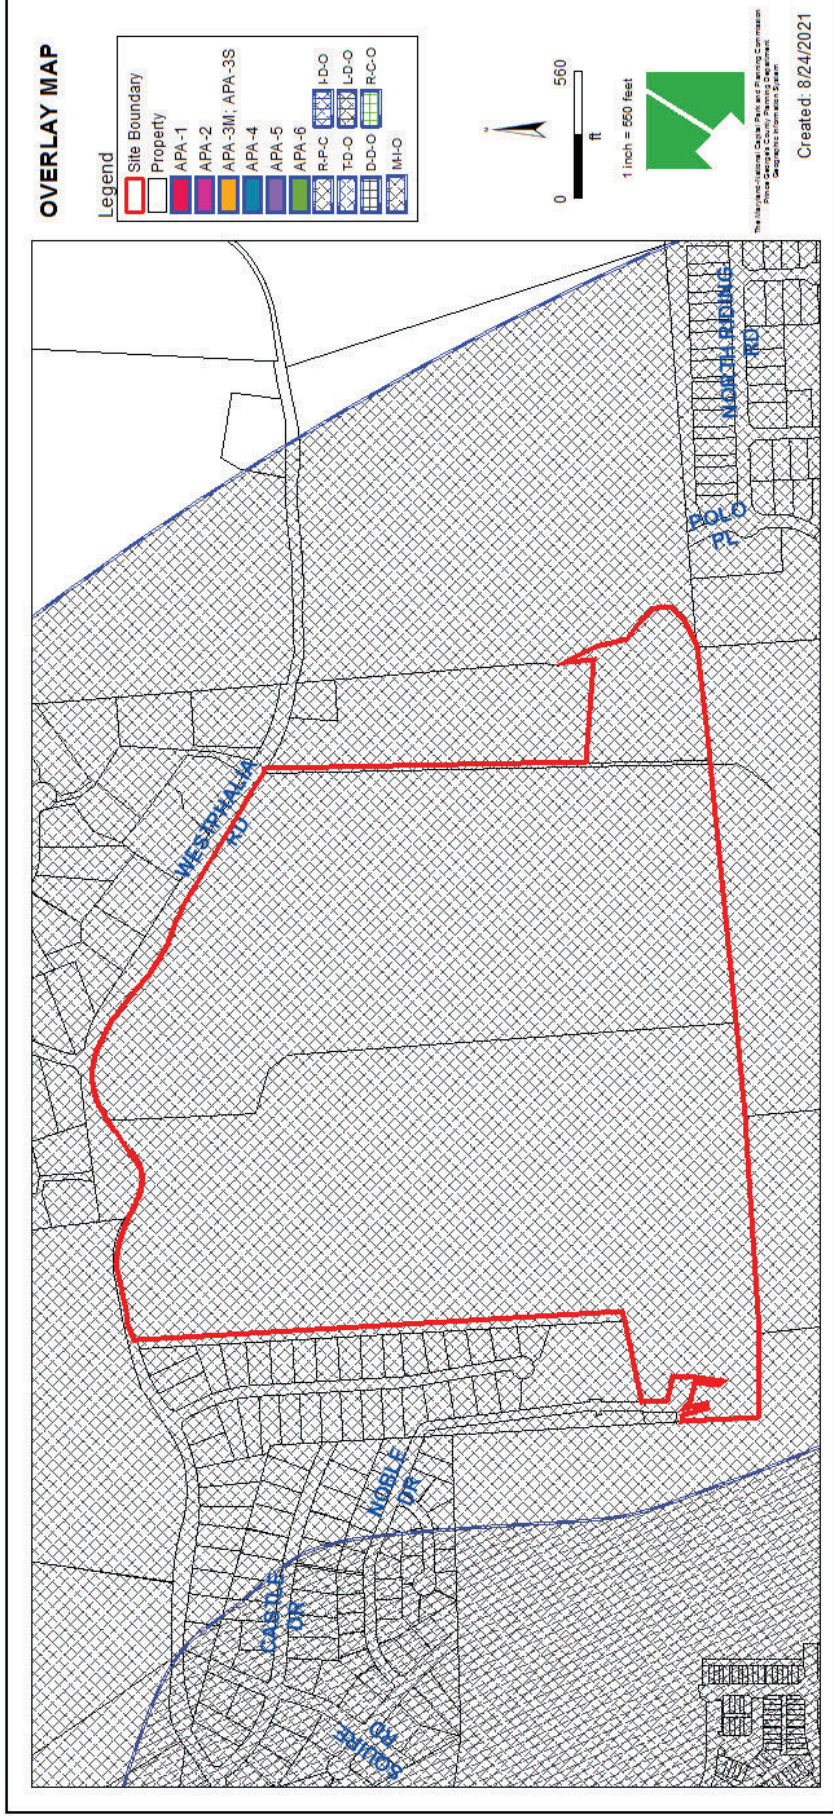 OVERLAY MAP
Legend
Site Boundary
Property
APA-1
APA-2
APA-3M; APA-3S
APA-4
APA-5
APA-6
R-P-C
I-D-O
T-D-O
L-D-O
D-D-O
R-C-O
M-I-O
N
0
560
ft
1 inch = 560 feet
The Maryland-National Capital Park and Planning Commission
Prince George's County Planning Department
Geographic Information System
Created: 8/24/2021
WESTPHALIA
RD
NORTH RIDING
RD
POLO
PL
NOBLE
DR
CASTLE
DR
SQUIRE
RD